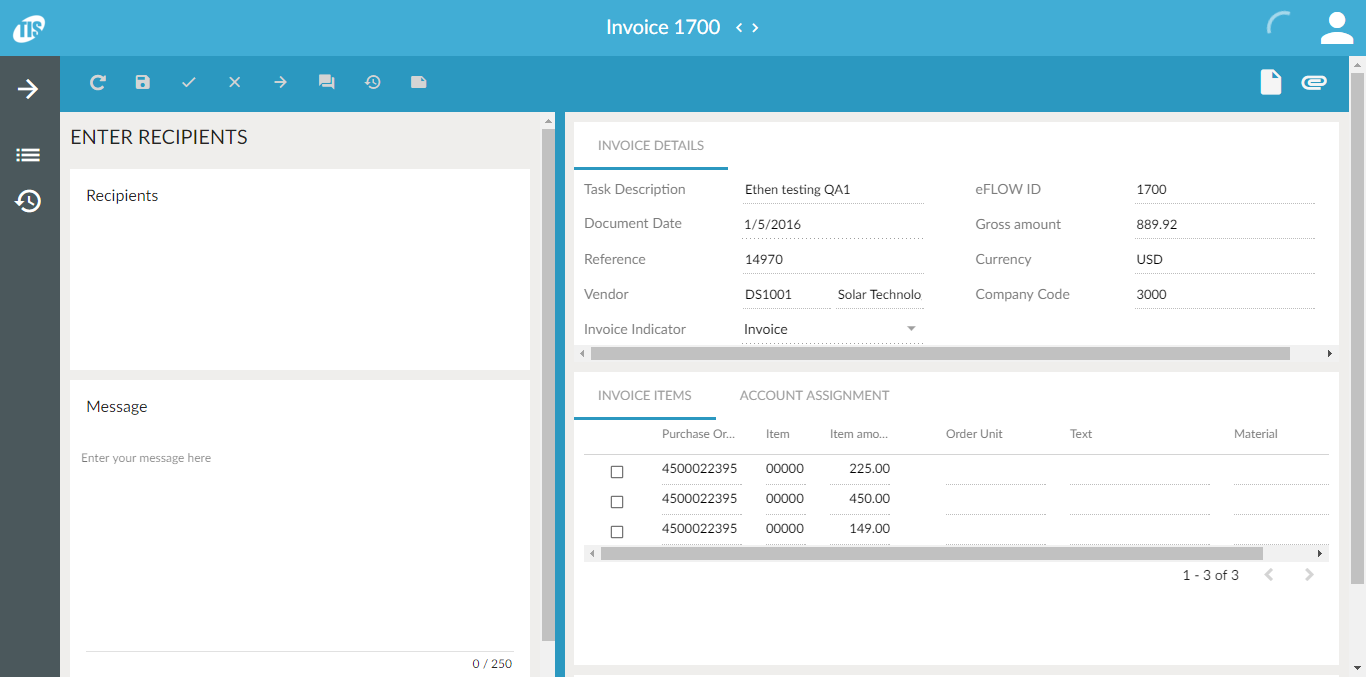 TIS
Invoice 1700 < >
ENTER RECIPIENTS
Recipients
Message
Enter your message here
0 / 250
INVOICE DETAILS
Task Description Ethen testing QA1 eFLOW ID 1700
Document Date 1/5/2016 Gross amount 889.92
Reference 14970 Currency USD
Vendor DS1001 Solar Technolo Company Code 3000
Invoice Indicator Invoice
INVOICE ITEMS ACCOUNT ASSIGNMENT
Purchase Or... Item Item amo... Order Unit Text Material
4500022395 00000 225.00
4500022395 00000 450.00
4500022395 00000 149.00
1 - 3 of 3